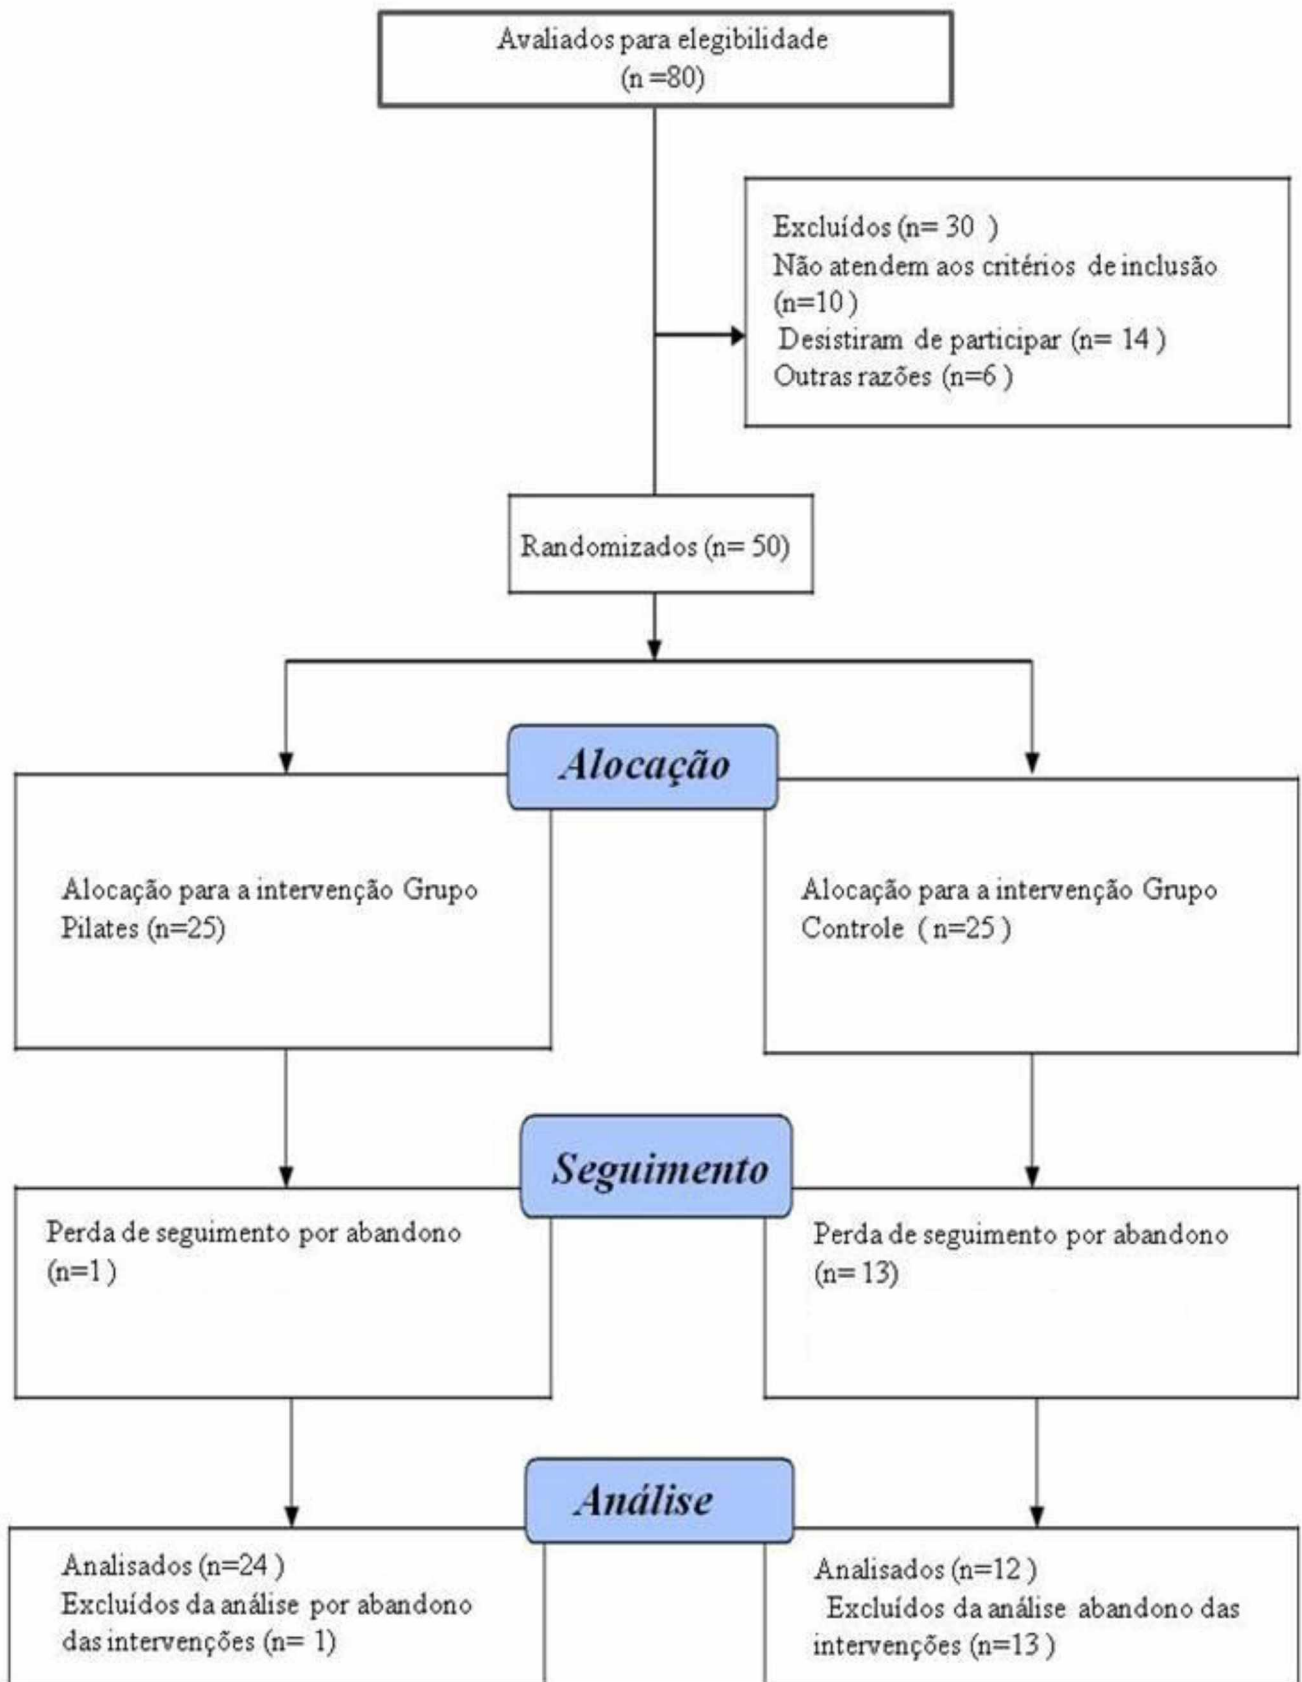 Avaliados para elegibilidade
(n =80)
Excluídos (n= 30 )
Não atendem aos critérios de inclusão
(n=10 )
Desistiram de participar (n= 14 )
Outras razões (n=6 )
Randomizados (n= 50)
Alocação
Alocação para a intervenção Grupo
Pilates (n=25)
Alocação para a intervenção Grupo
Controle ( n=25 )
Seguimento
Perda de seguimento por abandono
(n=1 )
Perda de seguimento por abandono
(n= 13)
Análise
Analisados (n=24 )
Excluídos da análise por abandono
das intervenções (n= 1)
Analisados (n=12 )
Excluídos da análise abandono das
intervenções (n=13 )